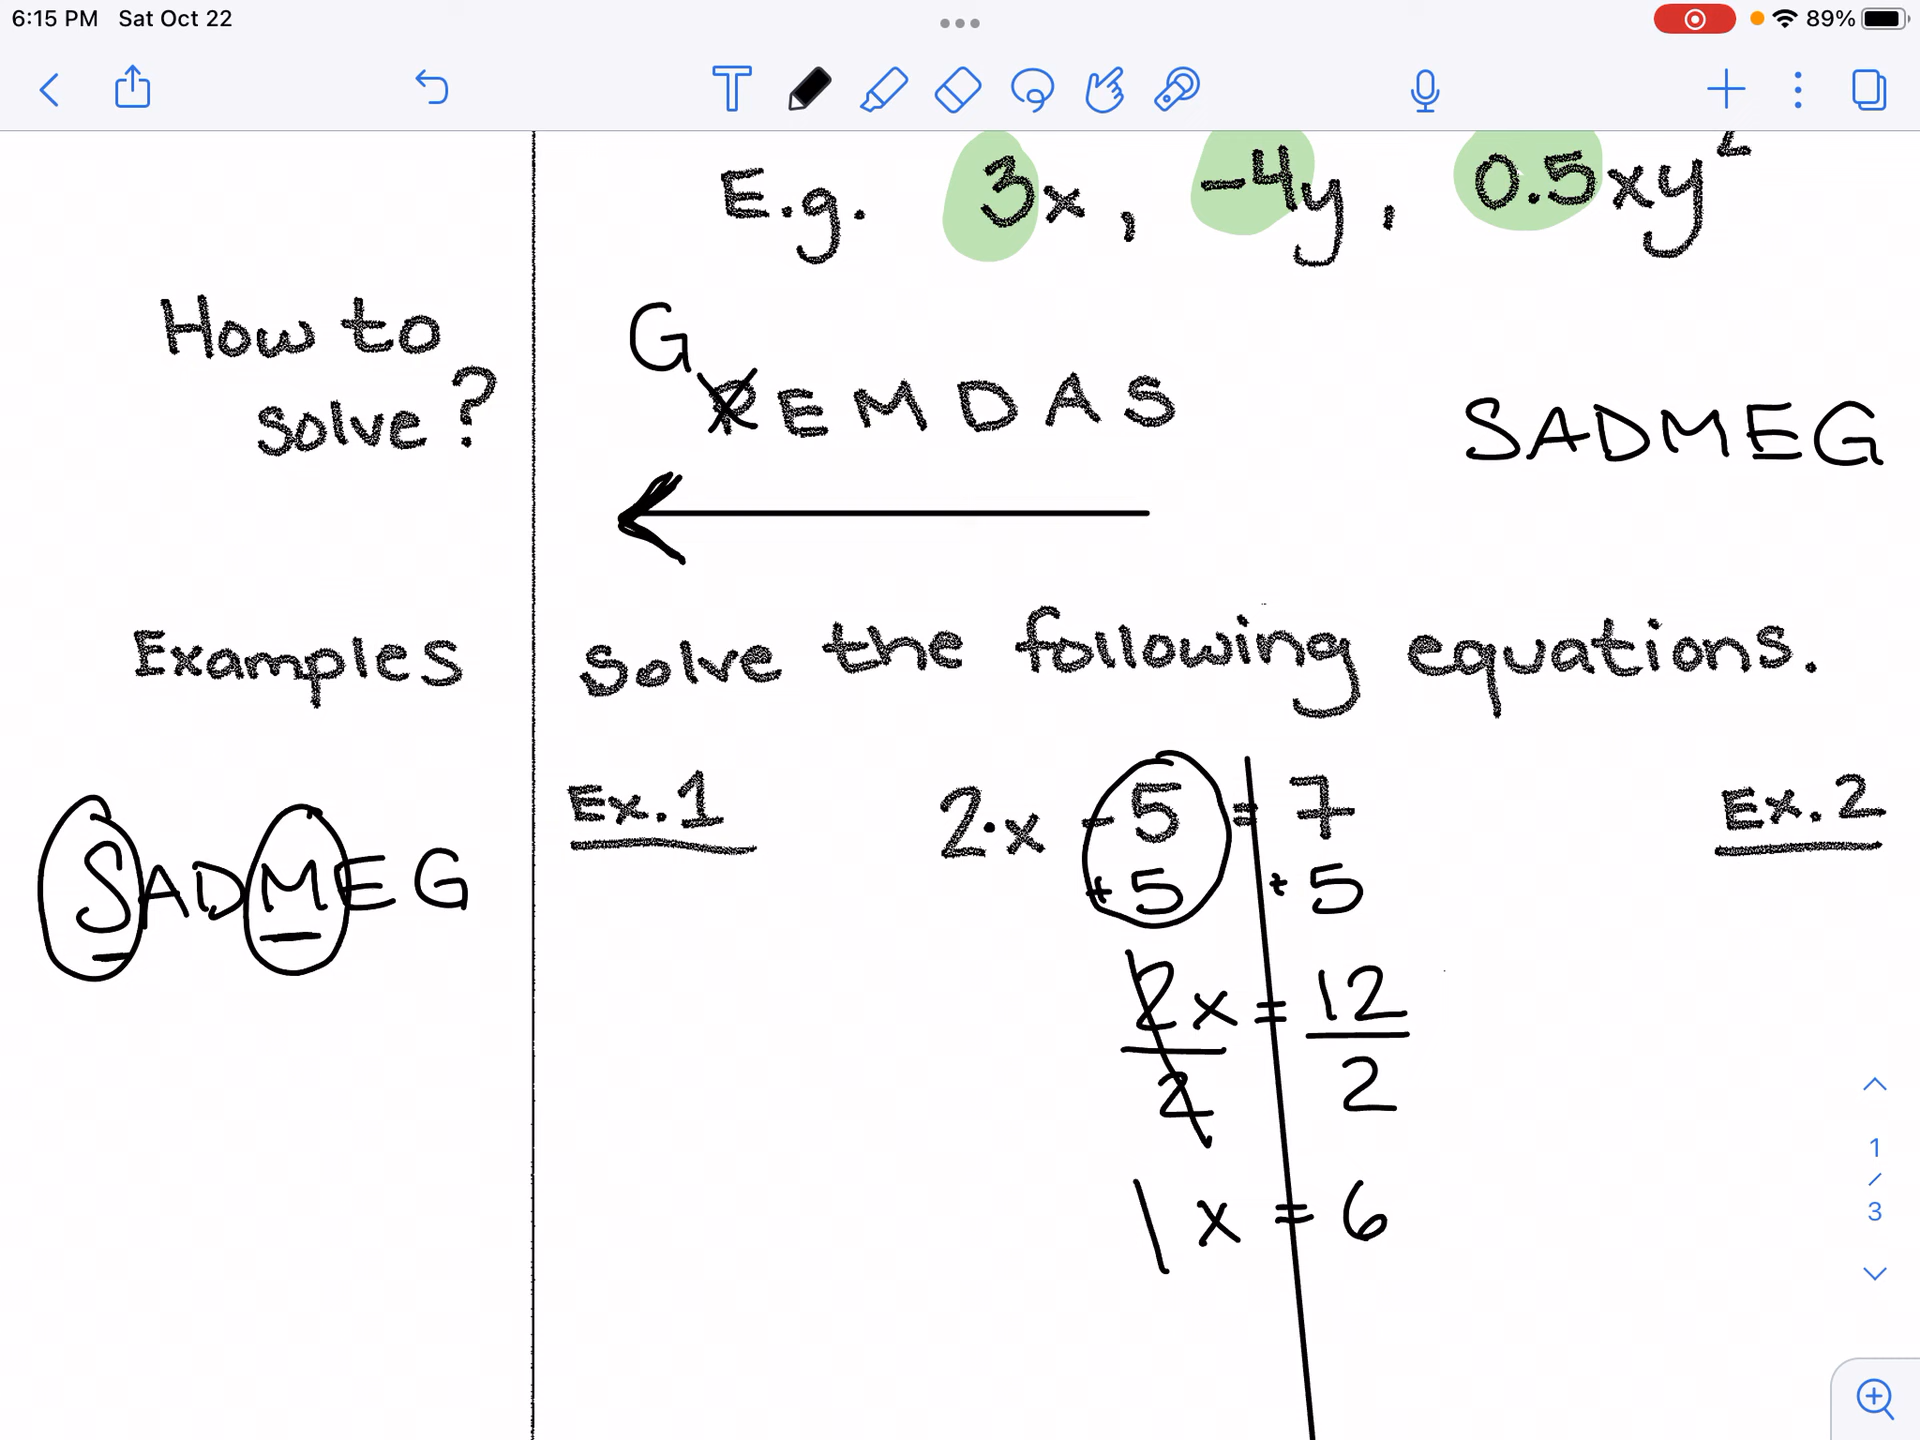 6:15 PM Sat Oct 22
89%
E.g. 3x, -4y, 0.5xy²
How to
solve?
G
PEMDAS
SADMEG
Examples
Solve the following equations.
Ex. 1
2·x - 5 = 7
+ 5 + 5
Ex. 2
SADMEG
2x = 12
2 2
1x = 6
1
/
3